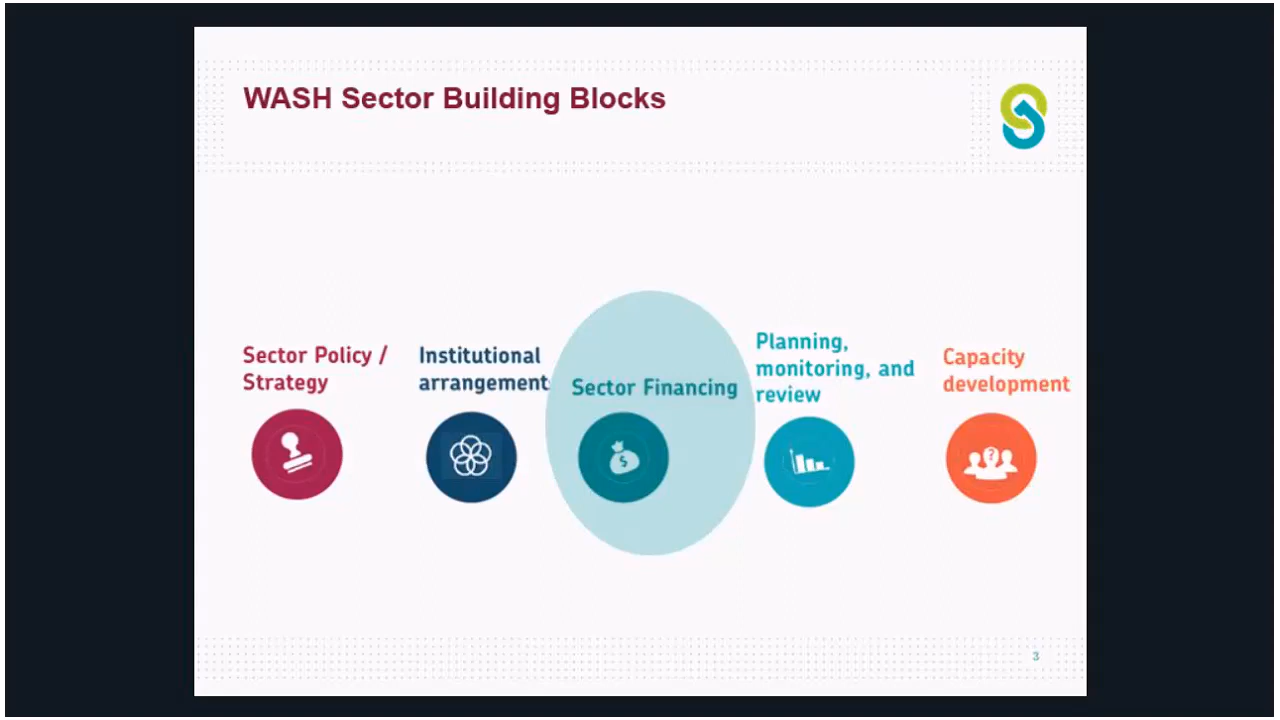 WASH Sector Building Blocks
Sector Policy /
Strategy
Institutional
arrangement
Sector Financing
$
Planning,
monitoring, and
review
Capacity
development
?
3